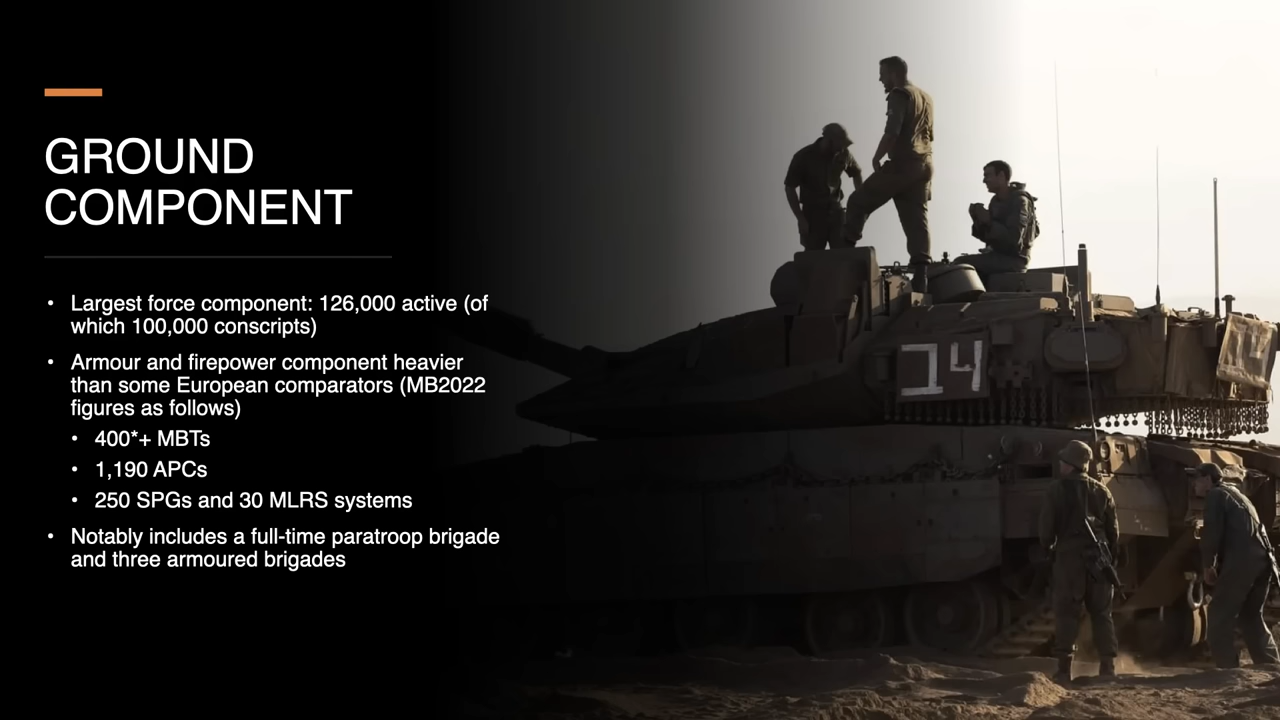 GROUND
COMPONENT
• Largest force component: 126,000 active (of
which 100,000 conscripts)
• Armour and firepower component heavier
than some European comparators (MB2022
figures as follows)
• 400*+ MBTs
• 1,190 APCs
• 250 SPGs and 30 MLRS systems
• Notably includes a full-time paratroop brigade
and three armoured brigades